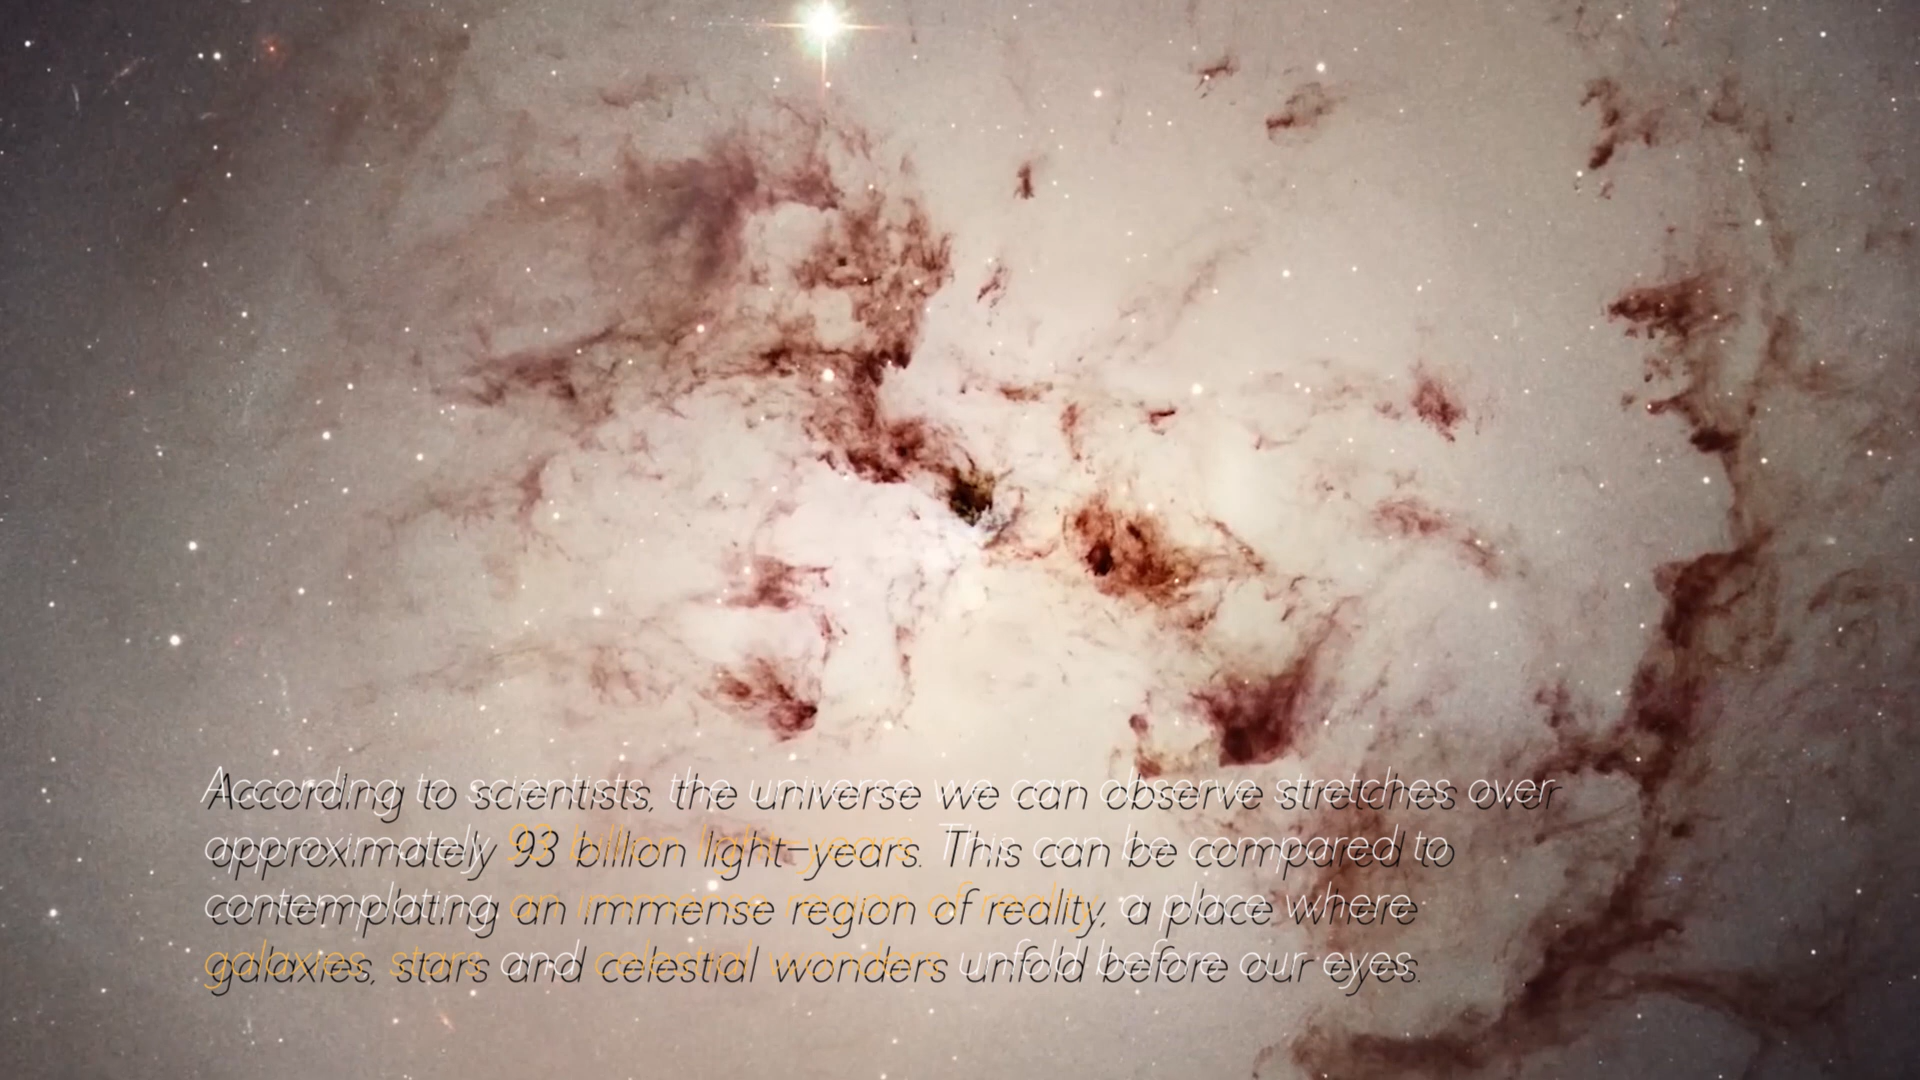 According to scientists, the universe we can observe stretches over
approximately 93 billion light-years. This can be compared to
contemplating an immense region of reality, a place where
galaxies, stars and celestial wonders unfold before our eyes.